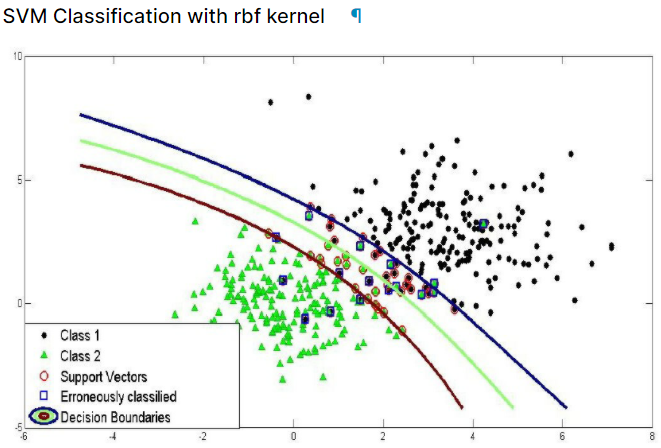 SVM Classification with rbf kernel ¶
10
5
0
-5
-6 -4 -2 0 2 4 6 8
Class 1
Class 2
Support Vectors
Erroneously classilied
Decision Boundaries